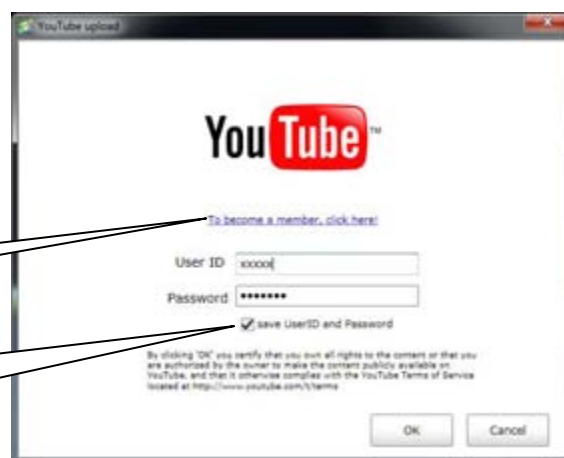 YouTube upload
YouTube™
To become a member, click here!
User ID xxxxx
Password •••••••
save UserID and Password
By clicking 'OK' you certify that you own all rights to the content or that you
are authorized by the owner to make the content publicly available on
YouTube, and that it otherwise complies with the YouTube Terms of Service
located at http://www.youtube.com/t/terms
OK Cancel